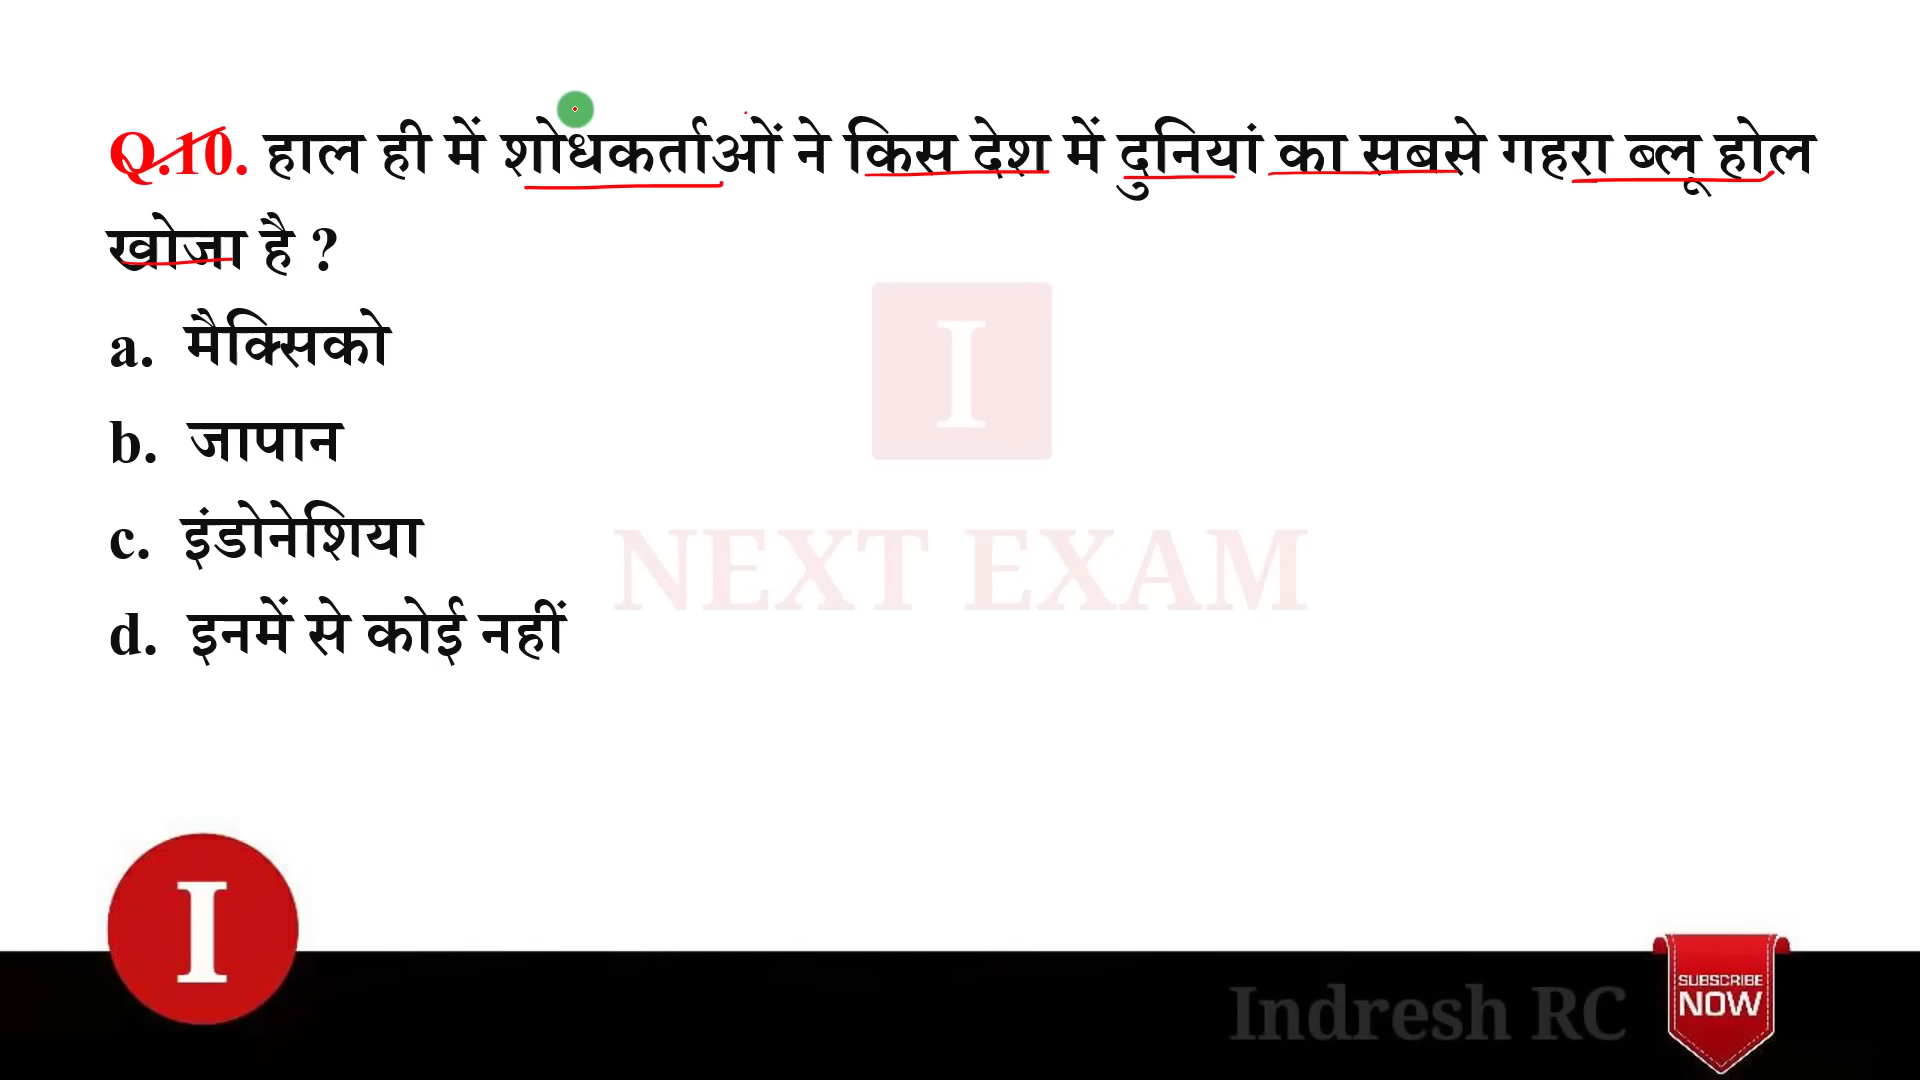 Q.10. हाल ही में शोधकर्ताओं ने किस देश में दुनियां का सबसे गहरा ब्लू होल
खोजा है ?
a. मैक्सिको
b. जापान
c. इंडोनेशिया
d. इनमें से कोई नहीं
I
NEXT EXAM
I
Indresh RC
SUBSCRIBE
NOW